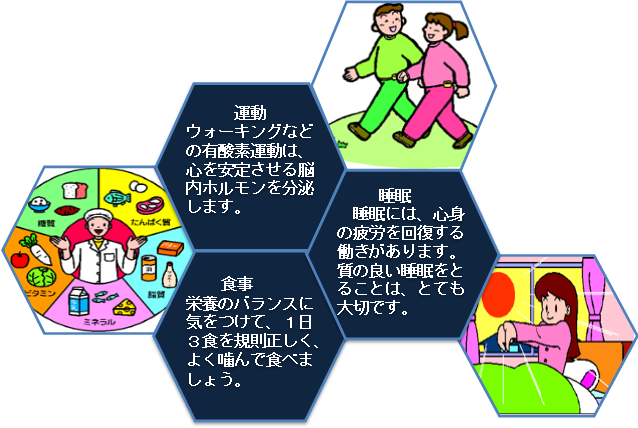 運動
ウォーキングなど
の有酸素運動は、
心を安定させる脳
内ホルモンを分泌
します。
睡眠
睡眠には、心身
の疲労を回復する
働きがあります。
質の良い睡眠をと
ることは、とても
大切です。
食事
栄養のバランスに
気をつけて、１日
３食を規則正しく、
よく噛んで食べま
しょう。
糖質
たんぱく質
ビタミン
脂質
ミネラル